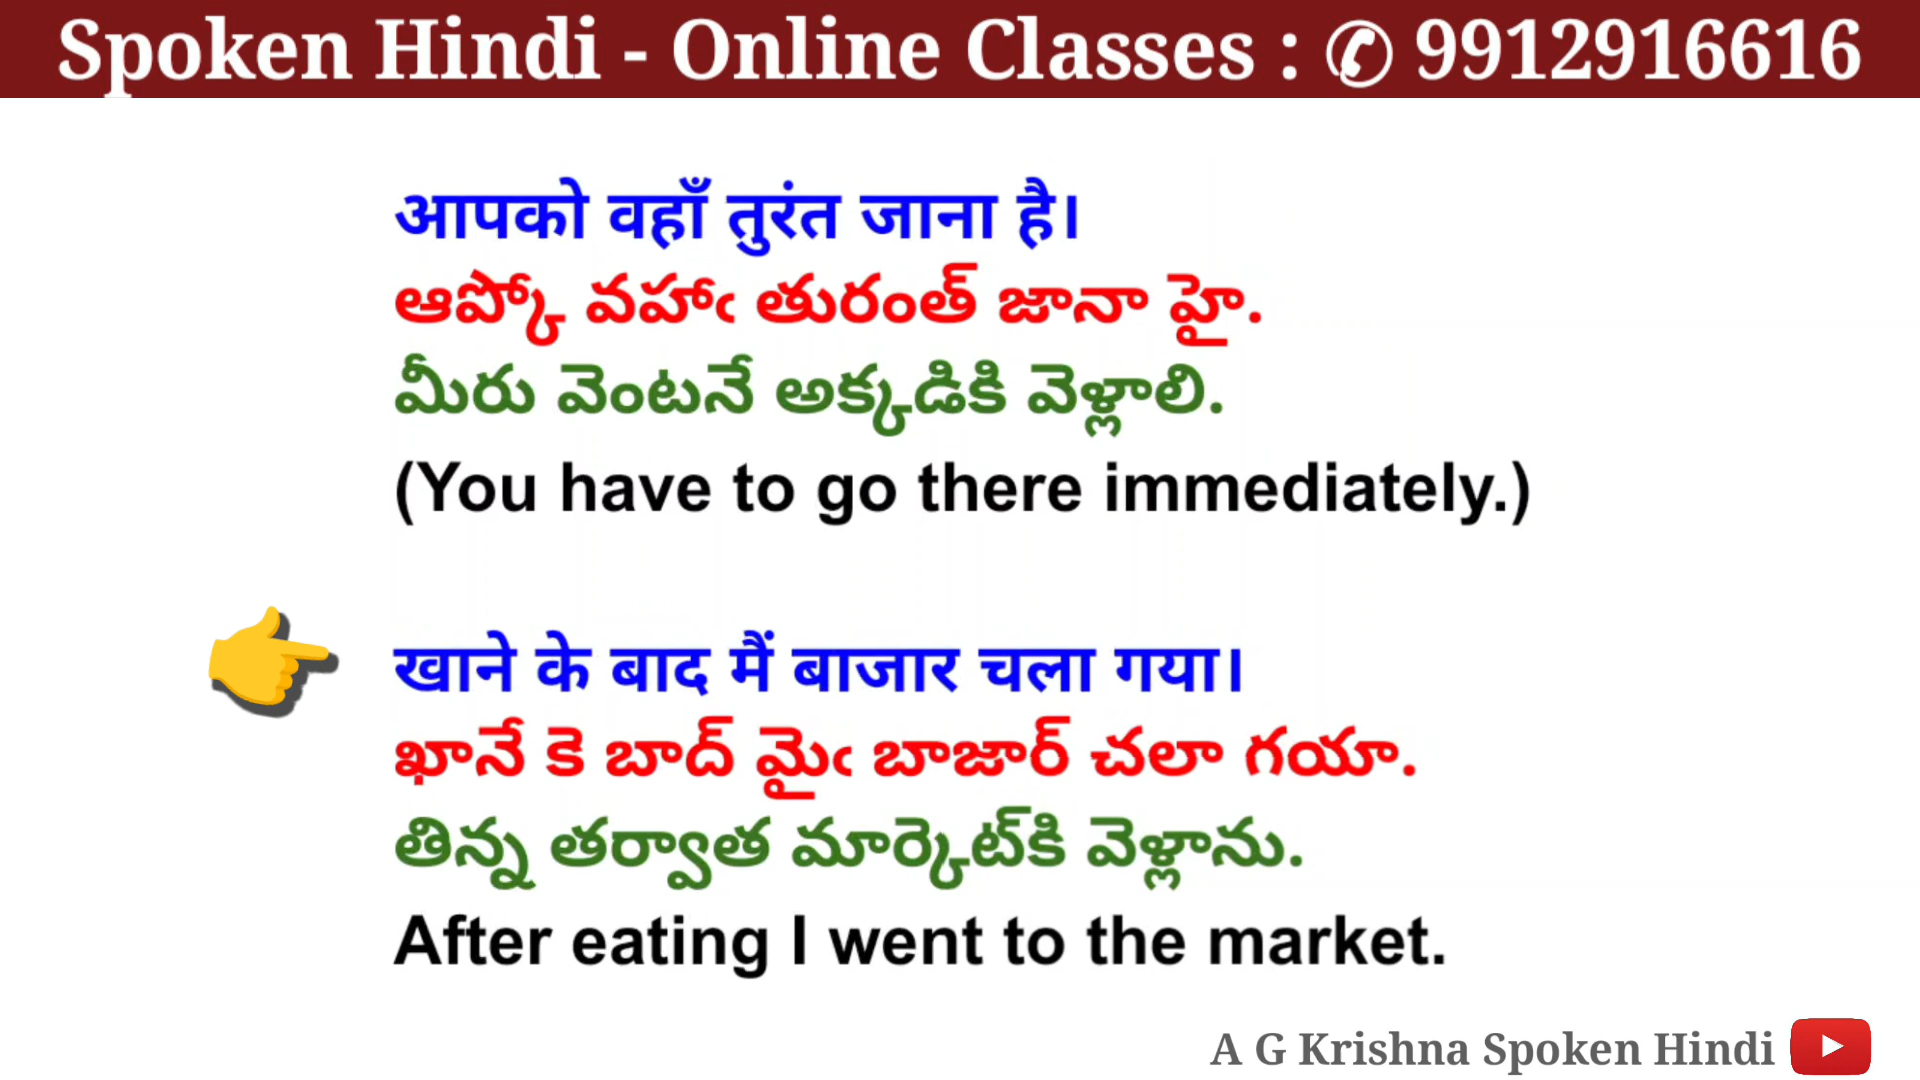 Spoken Hindi - Online Classes : ✆ 9912916616
आपको वहाँ तुरंत जाना है।
ఆప్కో వహాఁ తురంత్ జానా హై.
మీరు వెంటనే అక్కడికి వెళ్లాలి.
(You have to go there immediately.)
खाने के बाद मैं बाजार चला गया।
ఖానే కె బాద్ మైఁ బాజార్ చలా గయా.
తిన్న తర్వాత మార్కెట్‌కి వెళ్లాను.
After eating I went to the market.
A G Krishna Spoken Hindi